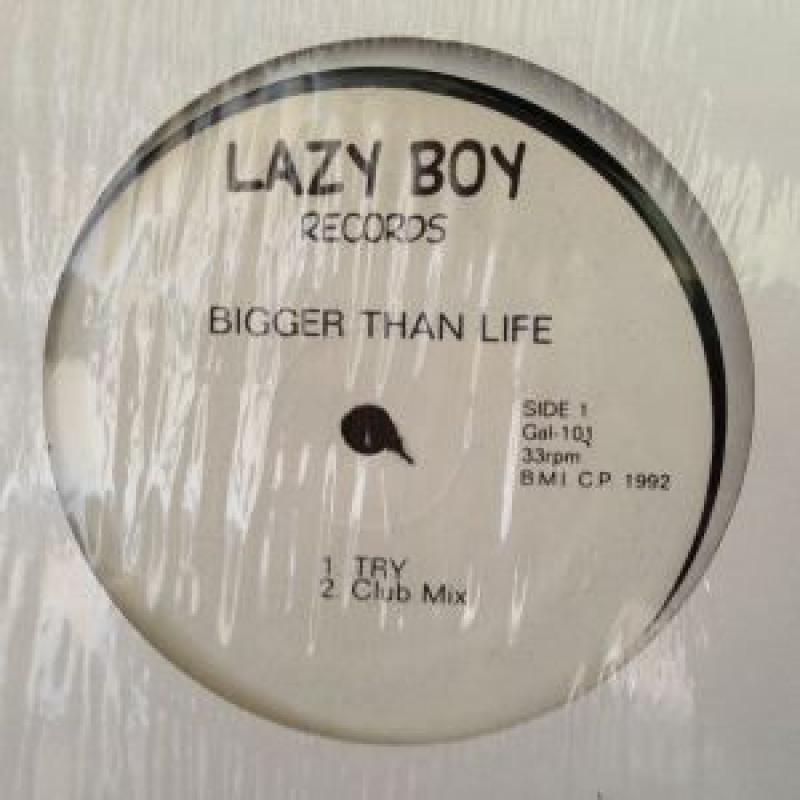 LAZY BOY
RECORDS
BIGGER THAN LIFE
SIDE 1
Gal-101
33rpm
B.M.I. C.P. 1992
1. TRY
2. Club Mix